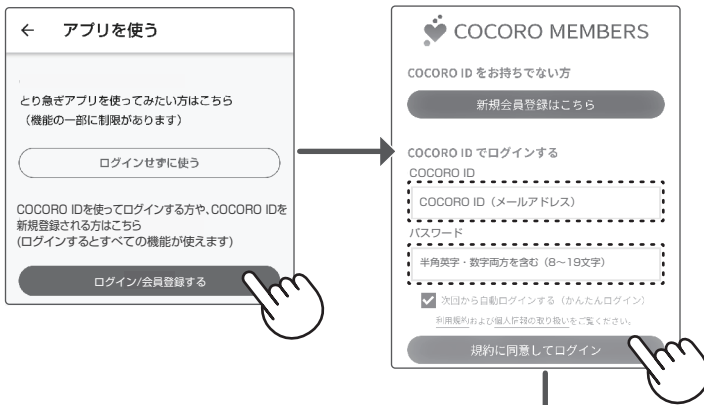 ← アプリを使う
とり急ぎアプリを使ってみたい方はこちら
（機能の一部に制限があります）
ログインせずに使う
COCORO IDを使ってログインする方や、COCORO IDを
新規登録される方はこちら
(ログインするとすべての機能が使えます)
ログイン/会員登録する
COCORO MEMBERS
COCORO ID をお持ちでない方
新規会員登録はこちら
COCORO ID でログインする
COCORO ID
COCORO ID（メールアドレス）
パスワード
半角英字・数字両方を含む（8～19文字）
次回から自動ログインする（かんたんログイン）
利用規約および個人情報の取り扱いをご覧ください。
規約に同意してログイン